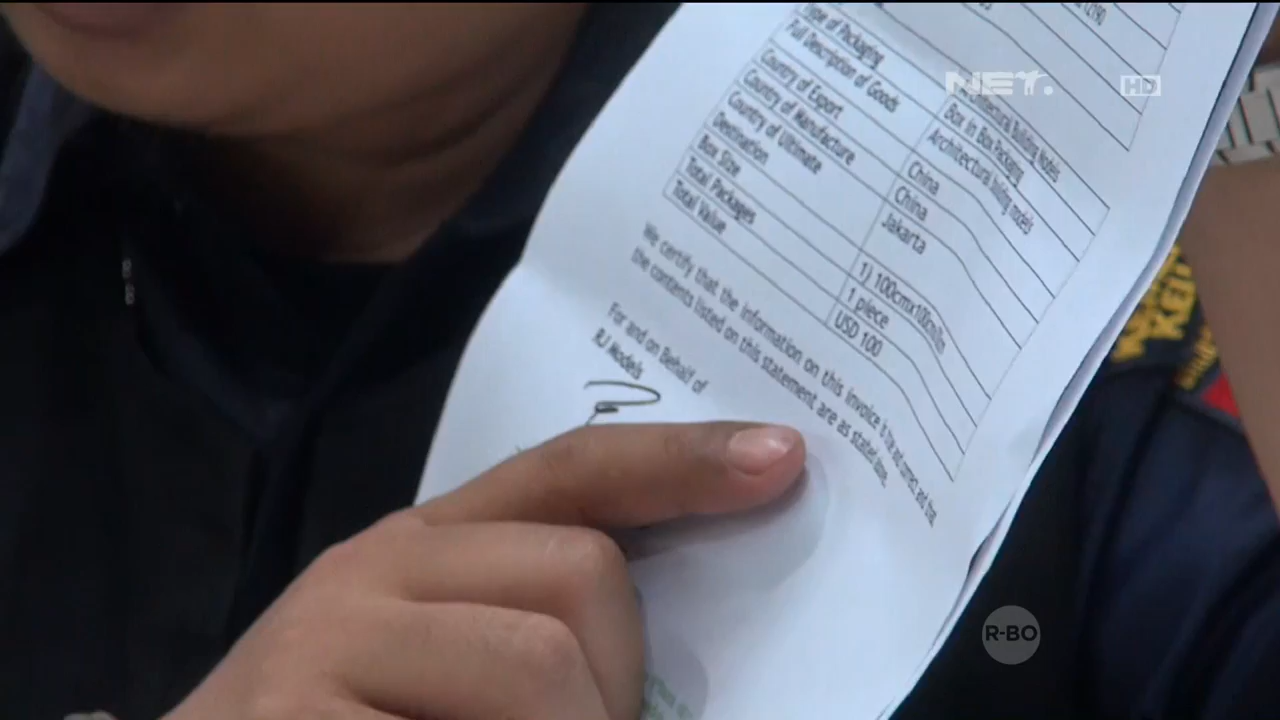 NET.
HD
Type of Packaging
Box in Box Packaging
Full Description of Goods
Architectural building models
Country of Export
China
Country of Manufacture
China
Country of Ultimate Destination
Jakarta
Box Size
1) 100cmx100cm
Total Packages
1 piece
Total Value
USD 100
We certify that the information on this invoice is true and correct, and that
the contents listed on this statement are as stated above.
For and on Behalf of
RJ Models
R-BO